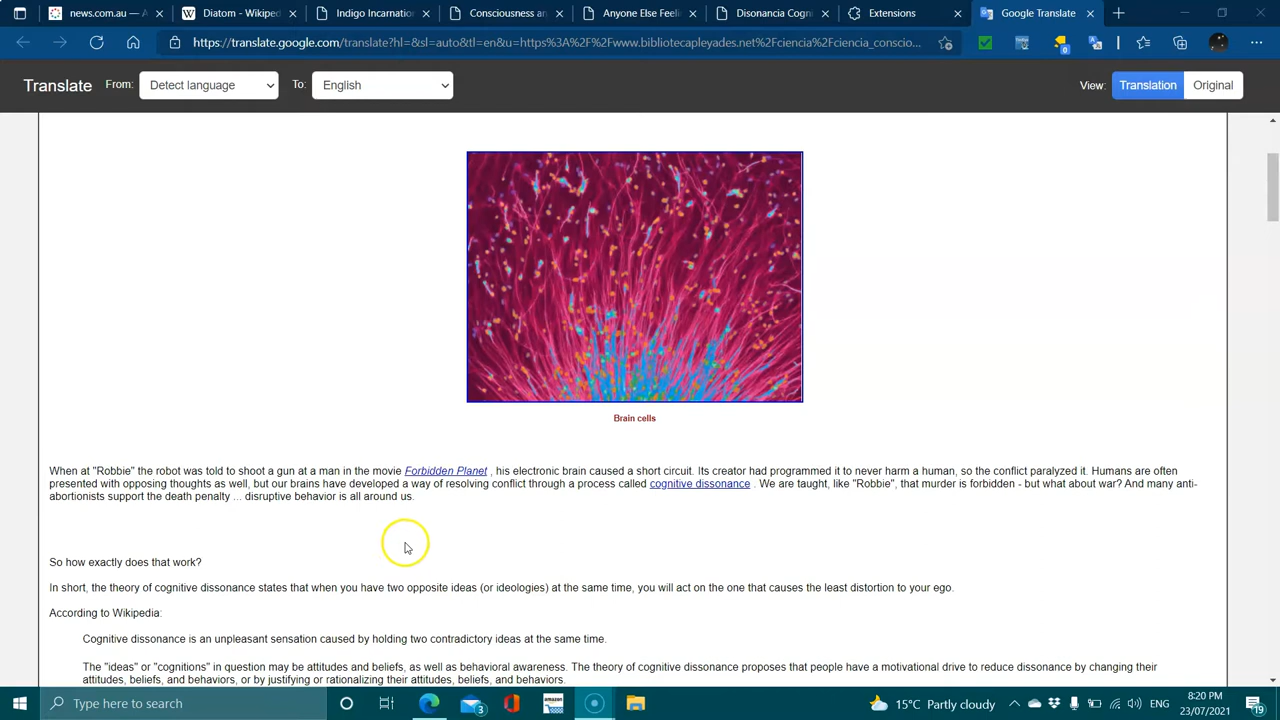 news.com.au — A
Diatom - Wikiped
Indigo Incarnation
Consciousness an
Anyone Else Feeli
Disonancia Cogni
Extensions
Google Translate
https://translate.google.com/translate?hl=&sl=auto&tl=en&u=https%3A%2F%2Fwww.bibliotecapleyades.net%2Fciencia%2Fciencia_conscio...
Translate From: Detect language To: English View: Translation Original
Brain cells
When at "Robbie" the robot was told to shoot a gun at a man in the movie Forbidden Planet , his electronic brain caused a short circuit. Its creator had programmed it to never harm a human, so the conflict paralyzed it. Humans are often
presented with opposing thoughts as well, but our brains have developed a way of resolving conflict through a process called cognitive dissonance . We are taught, like "Robbie", that murder is forbidden - but what about war? And many anti-
abortionists support the death penalty ... disruptive behavior is all around us.
So how exactly does that work?
In short, the theory of cognitive dissonance states that when you have two opposite ideas (or ideologies) at the same time, you will act on the one that causes the least distortion to your ego.
According to Wikipedia:
Cognitive dissonance is an unpleasant sensation caused by holding two contradictory ideas at the same time.
The "ideas" or "cognitions" in question may be attitudes and beliefs, as well as behavioral awareness. The theory of cognitive dissonance proposes that people have a motivational drive to reduce dissonance by changing their
attitudes, beliefs, and behaviors, or by justifying or rationalizing their attitudes, beliefs, and behaviors.
Type here to search
3
amazon
15°C Partly cloudy
ENG
8:20 PM
23/07/2021
19